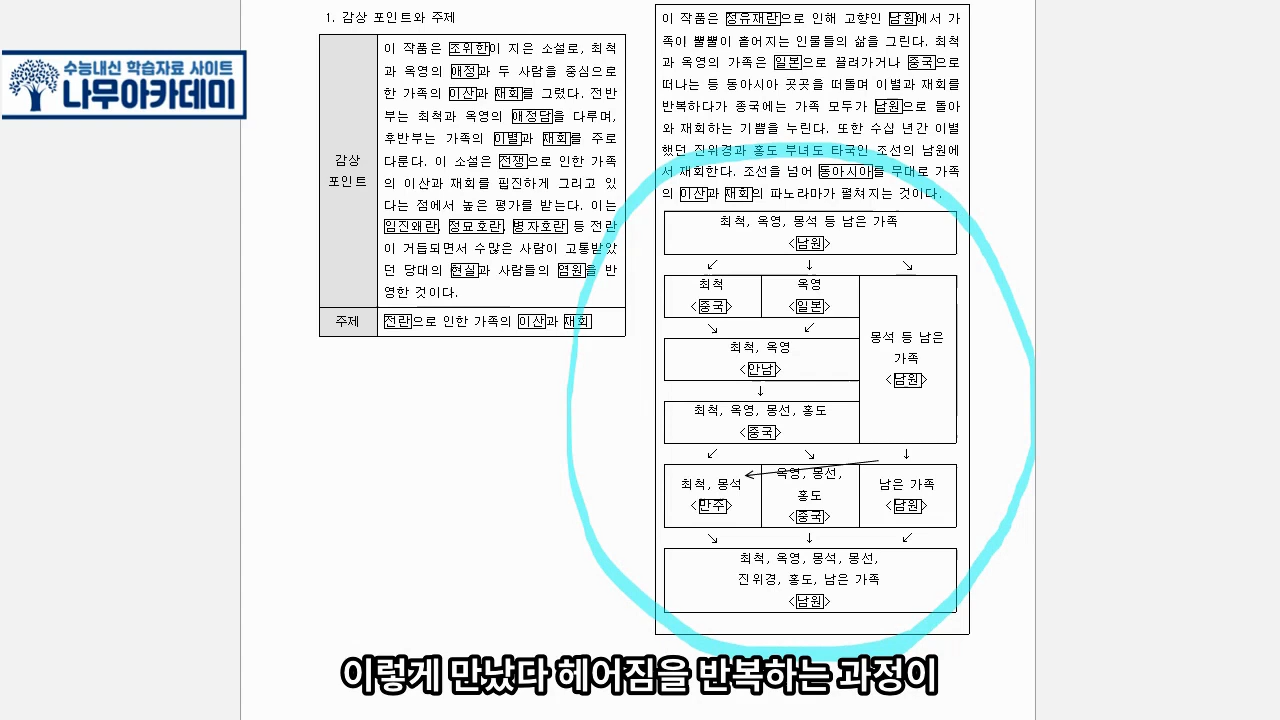 1. 감상 포인트와 주제
수능내신 학습자료 사이트
나무아카데미
감상
포인트
이 작품은 조위한이 지은 소설로, 최척
과 옥영의 애정과 두 사람을 중심으로
한 가족의 이산과 재회를 그렸다. 전반
부는 최척과 옥영의 애정담을 다루며,
후반부는 가족의 이별과 재회를 주로
다룬다. 이 소설은 전쟁으로 인한 가족
의 이산과 재회를 핍진하게 그리고 있
다는 점에서 높은 평가를 받는다. 이는
임진왜란, 정묘호란, 병자호란 등 전란
이 거듭되면서 수많은 사람이 고통받았
던 당대의 현실과 사람들의 염원을 반
영한 것이다.
주제
전란으로 인한 가족의 이산과 재회
이 작품은 정유재란으로 인해 고향인 남원에서 가
족이 뿔뿔이 흩어지는 인물들의 삶을 그린다. 최척
과 옥영의 가족은 일본으로 끌려가거나 중국으로
떠나는 등 동아시아 곳곳을 떠돌며 이별과 재회를
반복하다가 종국에는 가족 모두가 남원으로 돌아
와 재회하는 기쁨을 누린다. 또한 수십 년간 이별
했던 진위경과 홍도 부녀도 타국인 조선의 남원에
서 재회한다. 조선을 넘어 동아시아를 무대로 가족
의 이산과 재회의 파노라마가 펼쳐지는 것이다.
최척, 옥영, 몽석 등 남은 가족
<남원>
↙ ↓ ↘
최척 옥영
<중국> <일본>
↘ ↙
최척, 옥영
<안남>
몽석 등 남은
가족
<남원>
↓
최척, 옥영, 몽선, 홍도
<중국>
↙ ↘ ↓
최척, 몽석
<만주>
옥영, 몽선,
홍도
<중국>
남은 가족
<남원>
↘ ↓ ↙
최척, 옥영, 몽석, 몽선,
진위경, 홍도, 남은 가족
<남원>
이렇게 만났다 헤어짐을 반복하는 과정이